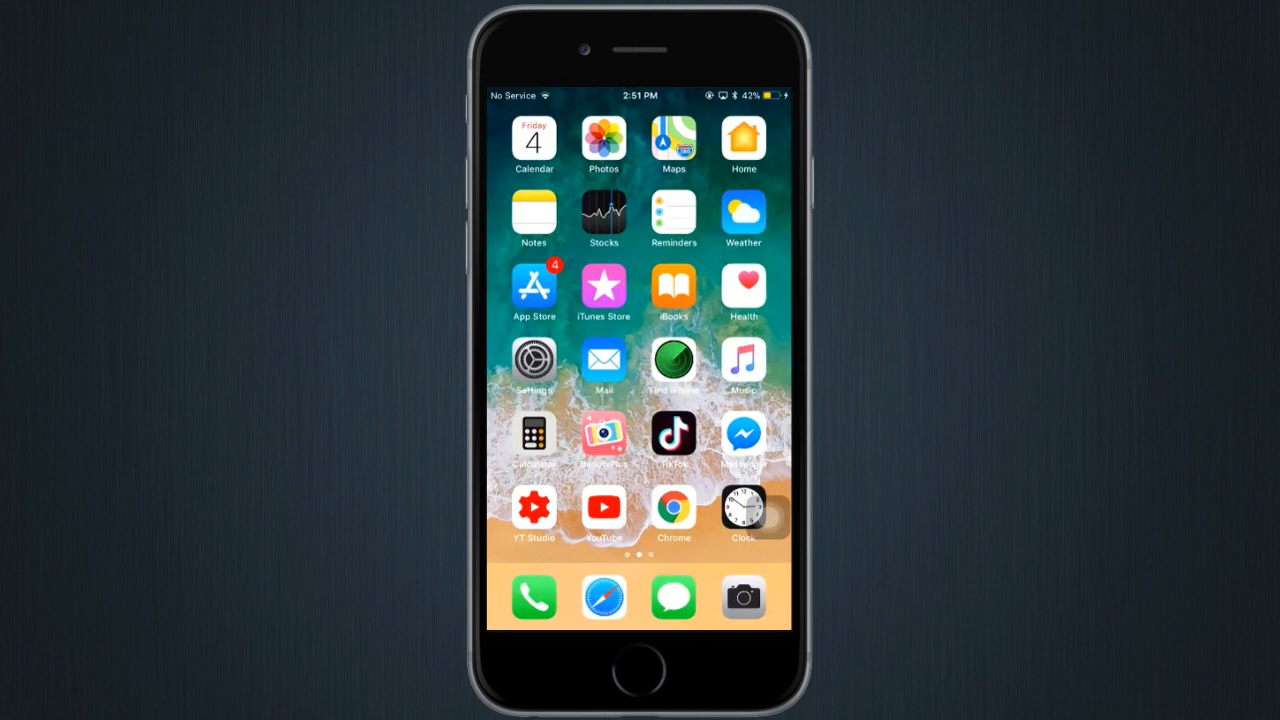 No Service 2:51 PM 42%
Friday
4
Calendar Photos Maps Home
Notes Stocks Reminders Weather
4
App Store iTunes Store iBooks Health
Settings Mail Find iPhone Music
Calculator BeautyPlus TikTok Messenger
YT Studio YouTube Chrome Clock